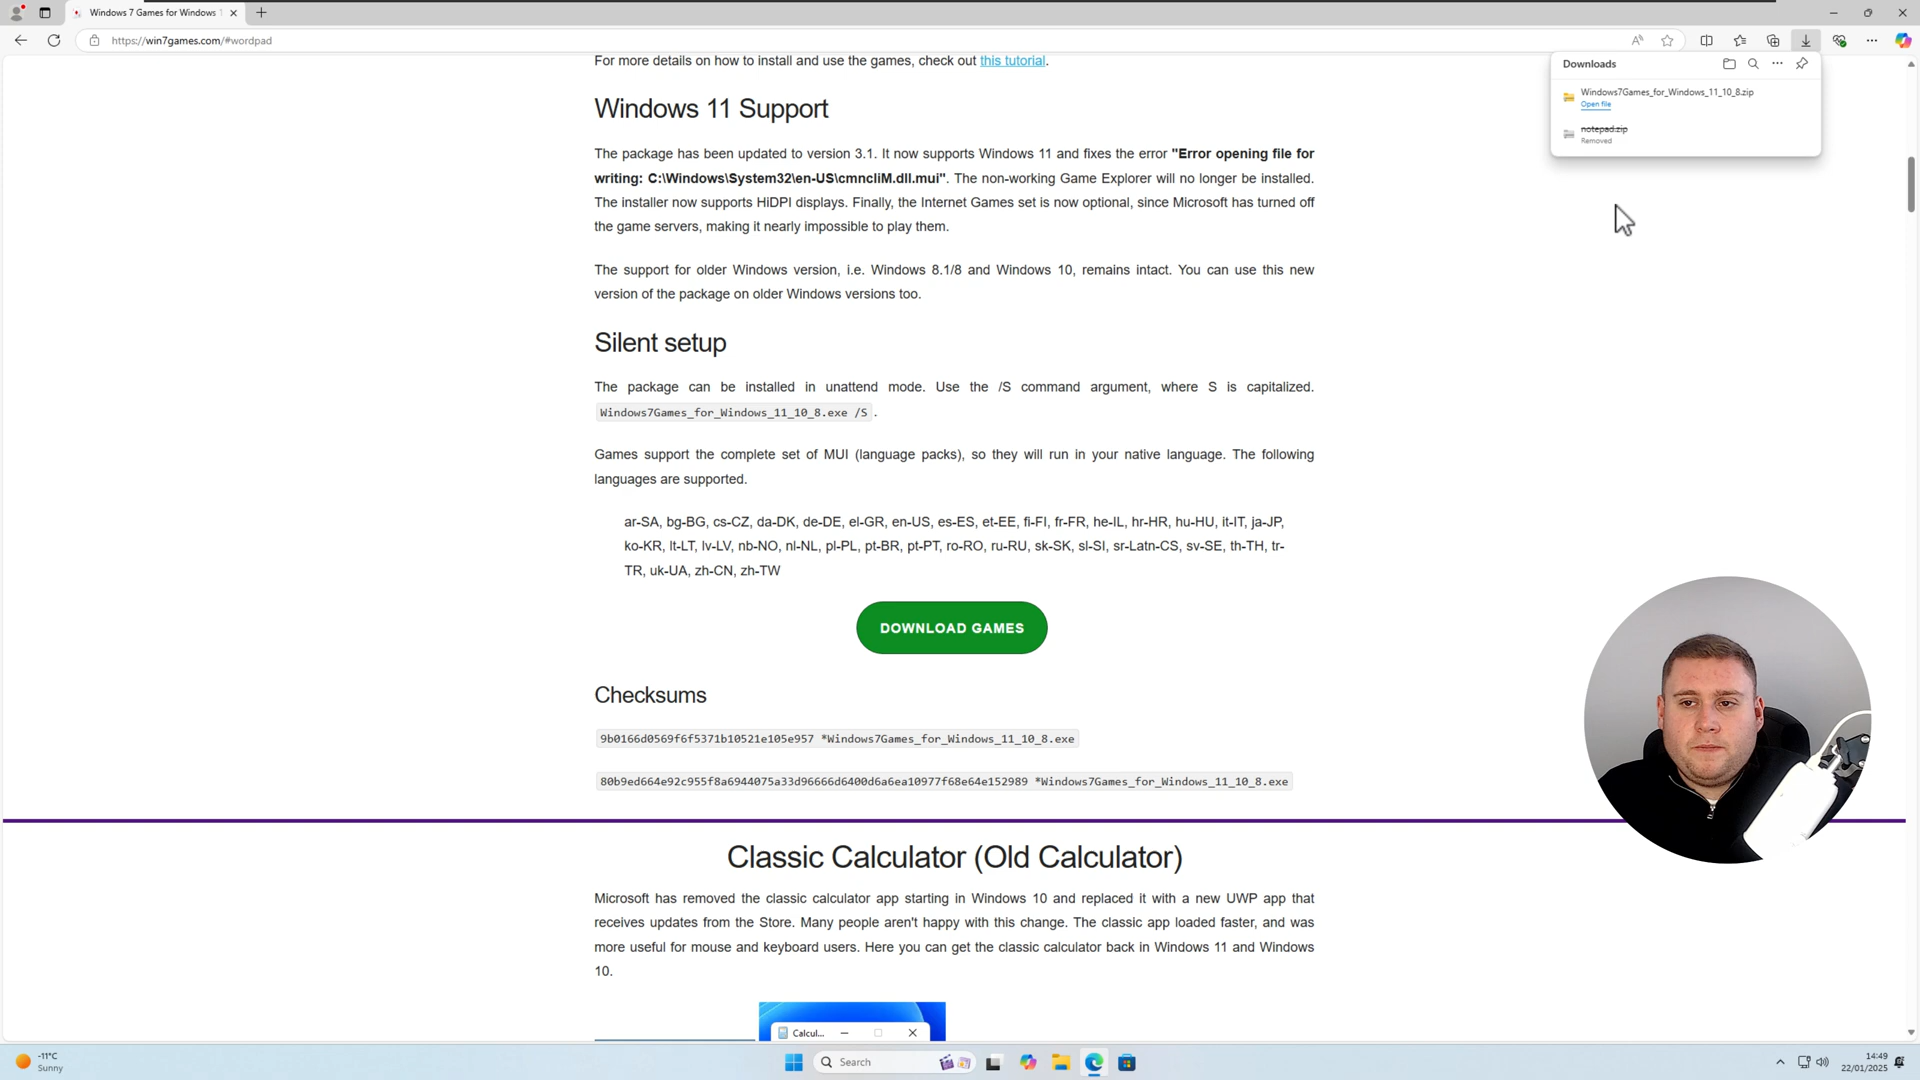 Windows 7 Games for Windows 1
https://win7games.com/#wordpad
For more details on how to install and use the games, check out this tutorial.
Downloads
Windows7Games_for_Windows_11_10_8.zip
Open file
notepad.zip
Removed
Windows 11 Support
The package has been updated to version 3.1. It now supports Windows 11 and fixes the error "Error opening file for
writing: C:\Windows\System32\en-US\cmncliM.dll.mui". The non-working Game Explorer will no longer be installed.
The installer now supports HiDPI displays. Finally, the Internet Games set is now optional, since Microsoft has turned off
the game servers, making it nearly impossible to play them.
The support for older Windows version, i.e. Windows 8.1/8 and Windows 10, remains intact. You can use this new
version of the package on older Windows versions too.
Silent setup
The package can be installed in unattend mode. Use the /S command argument, where S is capitalized.
Windows7Games_for_Windows_11_10_8.exe /S .
Games support the complete set of MUI (language packs), so they will run in your native language. The following
languages are supported.
ar-SA, bg-BG, cs-CZ, da-DK, de-DE, el-GR, en-US, es-ES, et-EE, fi-FI, fr-FR, he-IL, hr-HR, hu-HU, it-IT, ja-JP,
ko-KR, lt-LT, lv-LV, nb-NO, nl-NL, pl-PL, pt-BR, pt-PT, ro-RO, ru-RU, sk-SK, sl-SI, sr-Latn-CS, sv-SE, th-TH, tr-
TR, uk-UA, zh-CN, zh-TW
DOWNLOAD GAMES
Checksums
9b0166d0569f6f5371b10521e105e957 *Windows7Games_for_Windows_11_10_8.exe
80b9ed664e92c955f8a6944075a33d96666d6400d6a6ea10977f68e64e152989 *Windows7Games_for_Windows_11_10_8.exe
Classic Calculator (Old Calculator)
Microsoft has removed the classic calculator app starting in Windows 10 and replaced it with a new UWP app that
receives updates from the Store. Many people aren't happy with this change. The classic app loaded faster, and was
more useful for mouse and keyboard users. Here you can get the classic calculator back in Windows 11 and Windows
10.
Calcul...
-11°C
Sunny
Search
14:49
22/01/2025